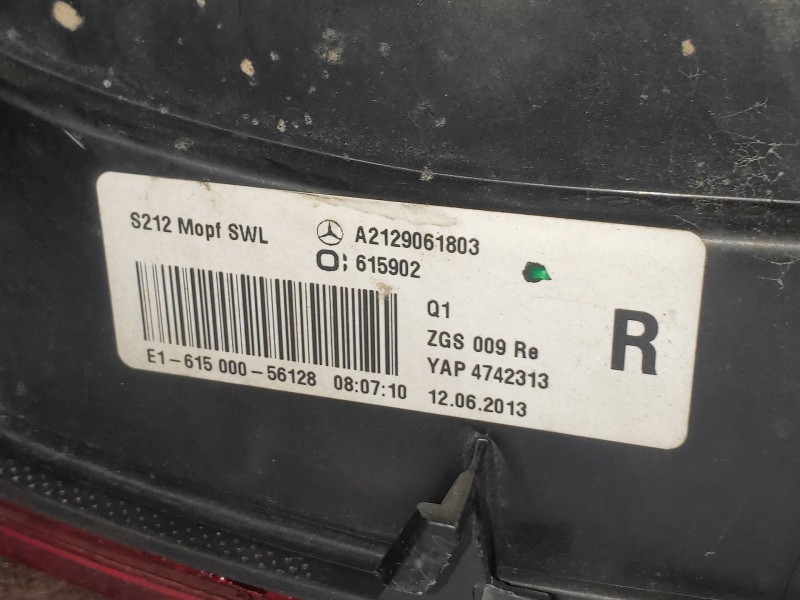 S212 Mopf SWL
A2129061803
615902
Q1
ZGS 009 Re
YAP 4742313
12.06.2013
R
E1-615 000-56128 08:07:10